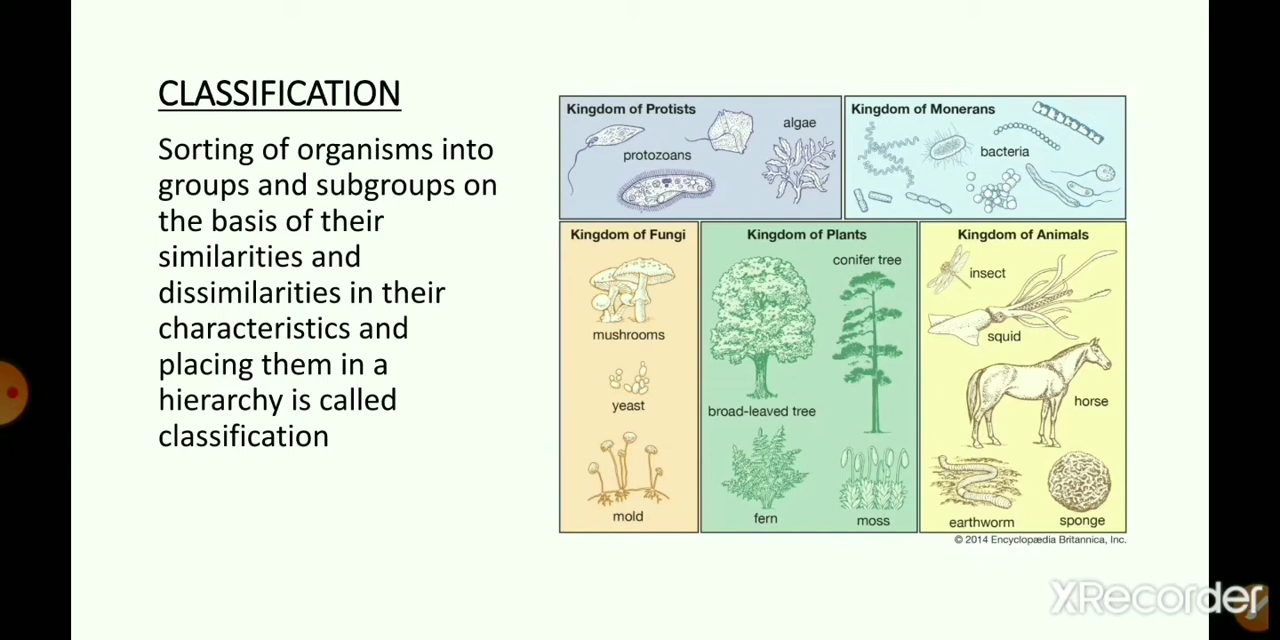 CLASSIFICATION
Sorting of organisms into
groups and subgroups on
the basis of their
similarities and
dissimilarities in their
characteristics and
placing them in a
hierarchy is called
classification
Kingdom of Protists
algae
protozoans
Kingdom of Monerans
bacteria
Kingdom of Fungi
mushrooms
yeast
mold
Kingdom of Plants
conifer tree
broad-leaved tree
fern
moss
Kingdom of Animals
insect
squid
horse
earthworm
sponge
© 2014 Encyclopædia Britannica, Inc.
XRecorder